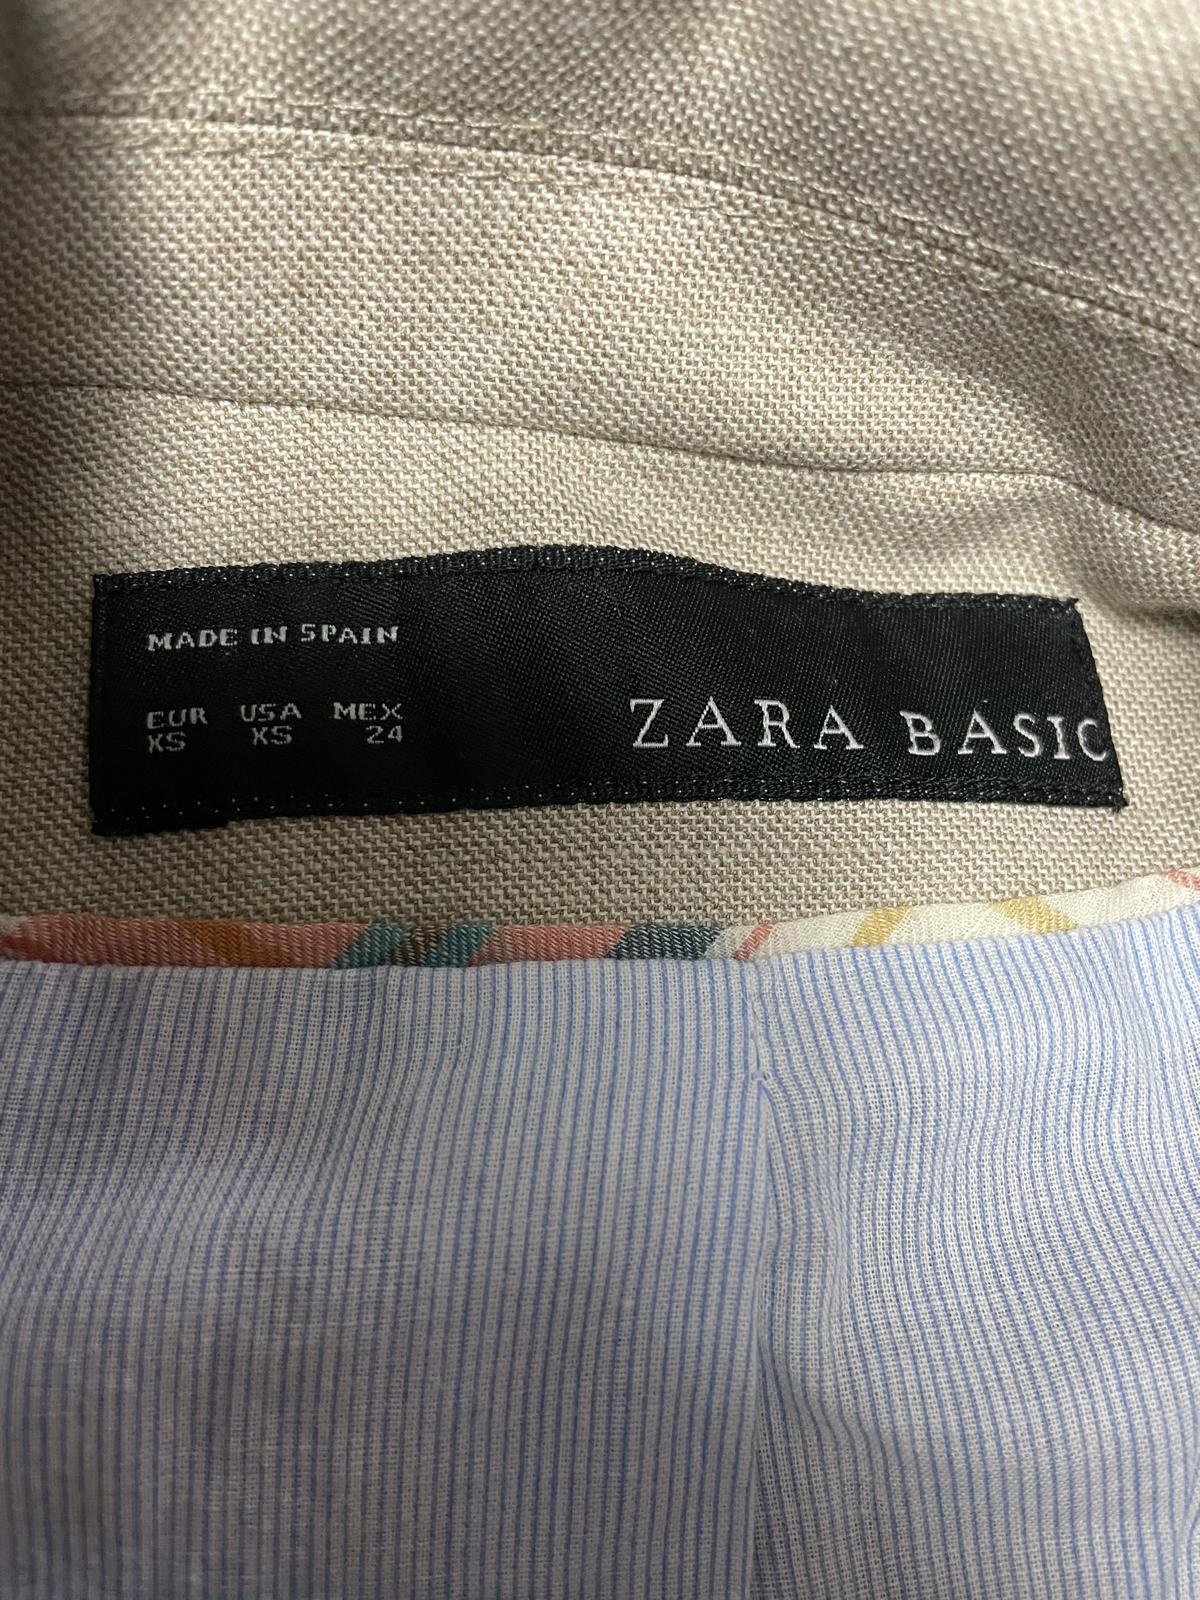 MADE IN SPAIN
EUR USA MEX
XS XS 24
ZARA BASIC